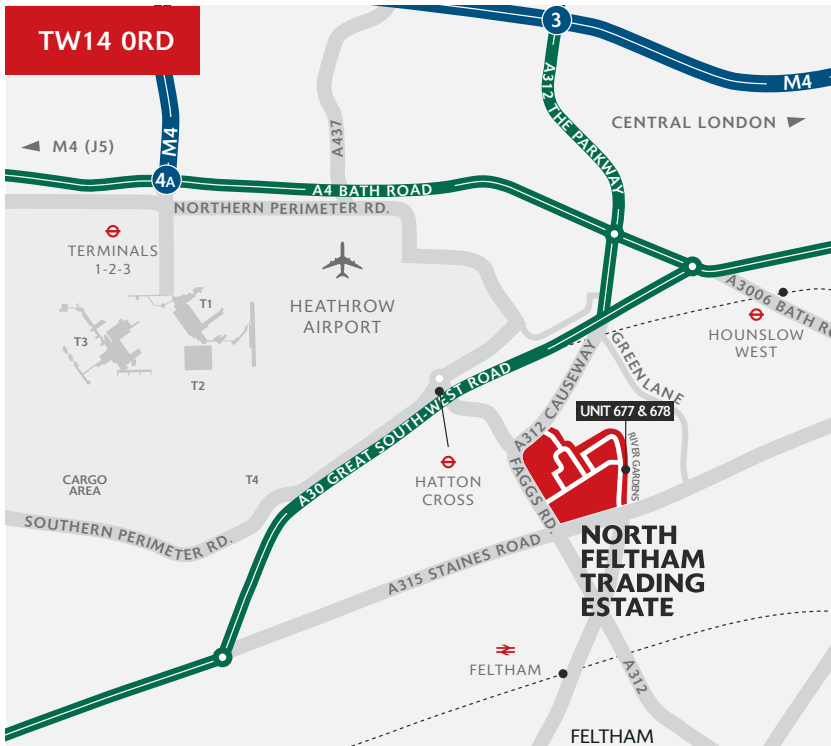 TW14 0RD
3
M4
M4
A312 THE PARKWAY
CENTRAL LONDON
M4 (J5)
A437
4A
A4 BATH ROAD
NORTHERN PERIMETER RD.
TERMINALS
1-2-3
HEATHROW
AIRPORT
T1
T3
T2
A3006 BATH RO
HOUNSLOW
WEST
GREEN LANE
A312 CAUSEWAY
UNIT 677 & 678
RIVER GARDENS
A30 GREAT SOUTH-WEST ROAD
HATTON
CROSS
FAGGS RD.
CARGO
AREA
T4
SOUTHERN PERIMETER RD.
A315 STAINES ROAD
NORTH
FELTHAM
TRADING
ESTATE
FELTHAM
A312
FELTHAM